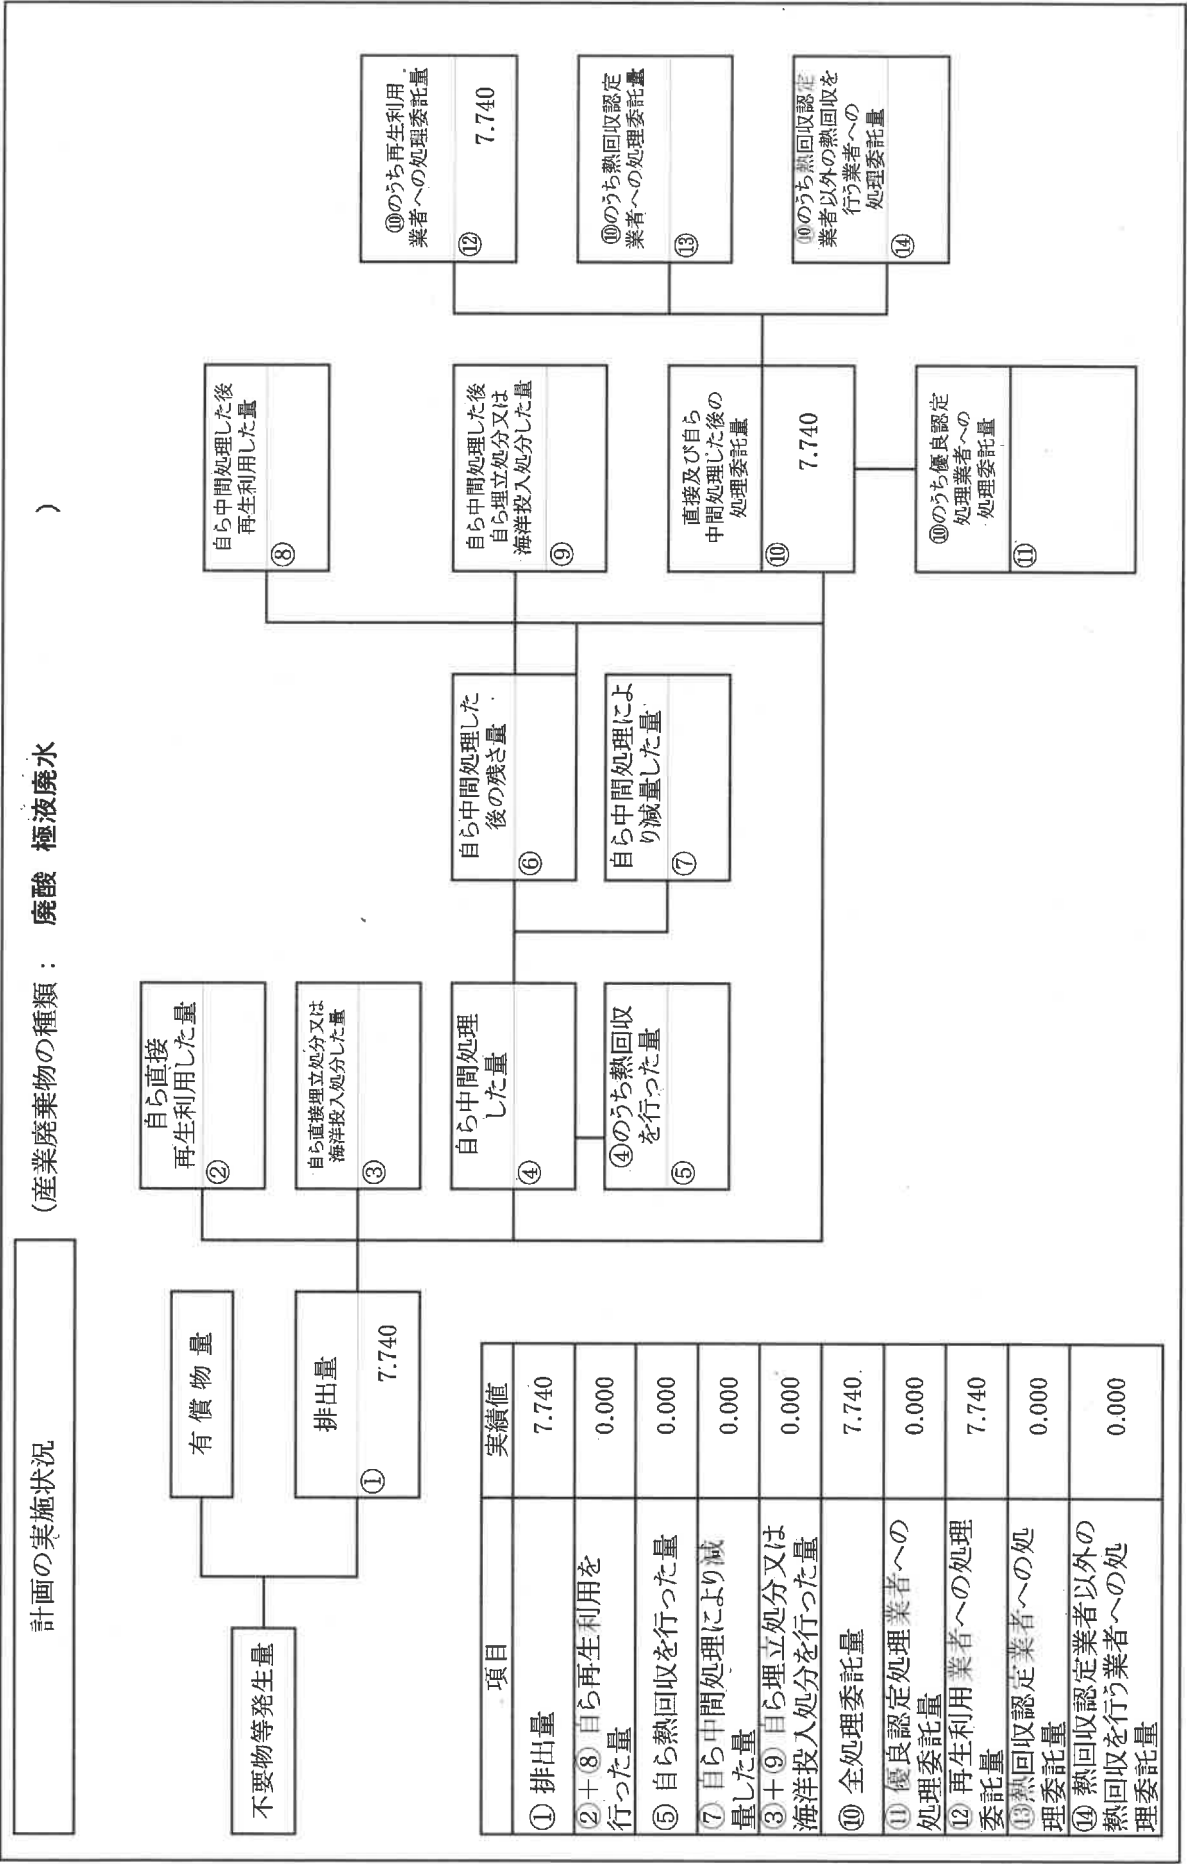 計画の実施状況
(産業廃棄物の種類： 廃酸 極液廃水 )
不要物等発生量
有償物量
排出量
①
7.740
自ら直接
再生利用した量
②
自ら直接埋立処分又は
海洋投入処分した量
③
自ら中間処理
した量
④
④のうち熱回収
を行った量
⑤
自ら中間処理した
後の残さ量
⑥
自ら中間処理によ
り減量した量
⑦
自ら中間処理した後
再生利用した量
⑧
自ら中間処理した後
自ら埋立処分又は
海洋投入処分した量
⑨
直接及び自ら
中間処理した後の
処理委託量
⑩
7.740
⑩のうち優良認定
処理業者への
処理委託量
⑪
⑩のうち再生利用
業者への処理委託量
⑫
7.740
⑩のうち熱回収認定
業者への処理委託量
⑬
⑩のうち熱回収認定
業者以外の熱回収を
行う業者への
処理委託量
⑭
項目 実績値
①排出量 7.740
②＋⑧自ら再生利用を
行った量 0.000
⑤自ら熱回収を行った量 0.000
⑦自ら中間処理により減
量した量 0.000
③＋⑨自ら埋立処分又は
海洋投入処分を行った量 0.000
⑩全処理委託量 7.740
⑪優良認定処理業者への
処理委託量 0.000
⑫再生利用業者への処理
委託量 7.740
⑬熱回収認定業者への処
理委託量 0.000
⑭熱回収認定業者以外の
熱回収を行う業者への処
理委託量 0.000